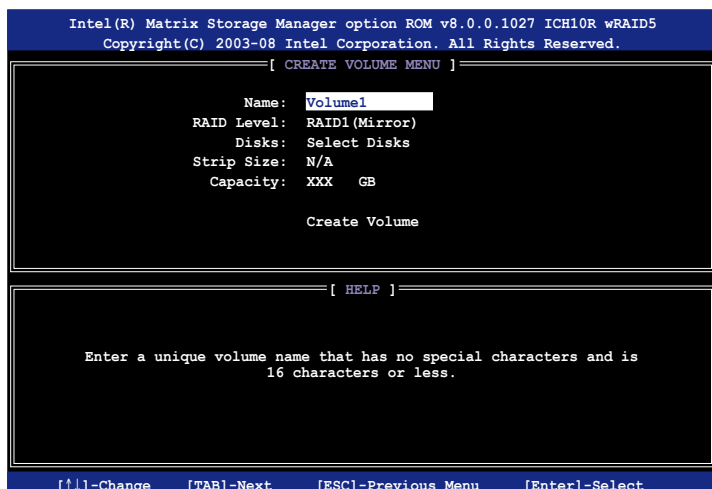 Intel(R) Matrix Storage Manager option ROM v8.0.0.1027 ICH10R wRAID5
Copyright(C) 2003-08 Intel Corporation. All Rights Reserved.
[ CREATE VOLUME MENU ]
Name: Volume1
RAID Level: RAID1(Mirror)
Disks: Select Disks
Strip Size: N/A
Capacity: XXX GB
Create Volume
[ HELP ]
Enter a unique volume name that has no special characters and is
16 characters or less.
[↑↓]-Change [TAB]-Next [ESC]-Previous Menu [Enter]-Select